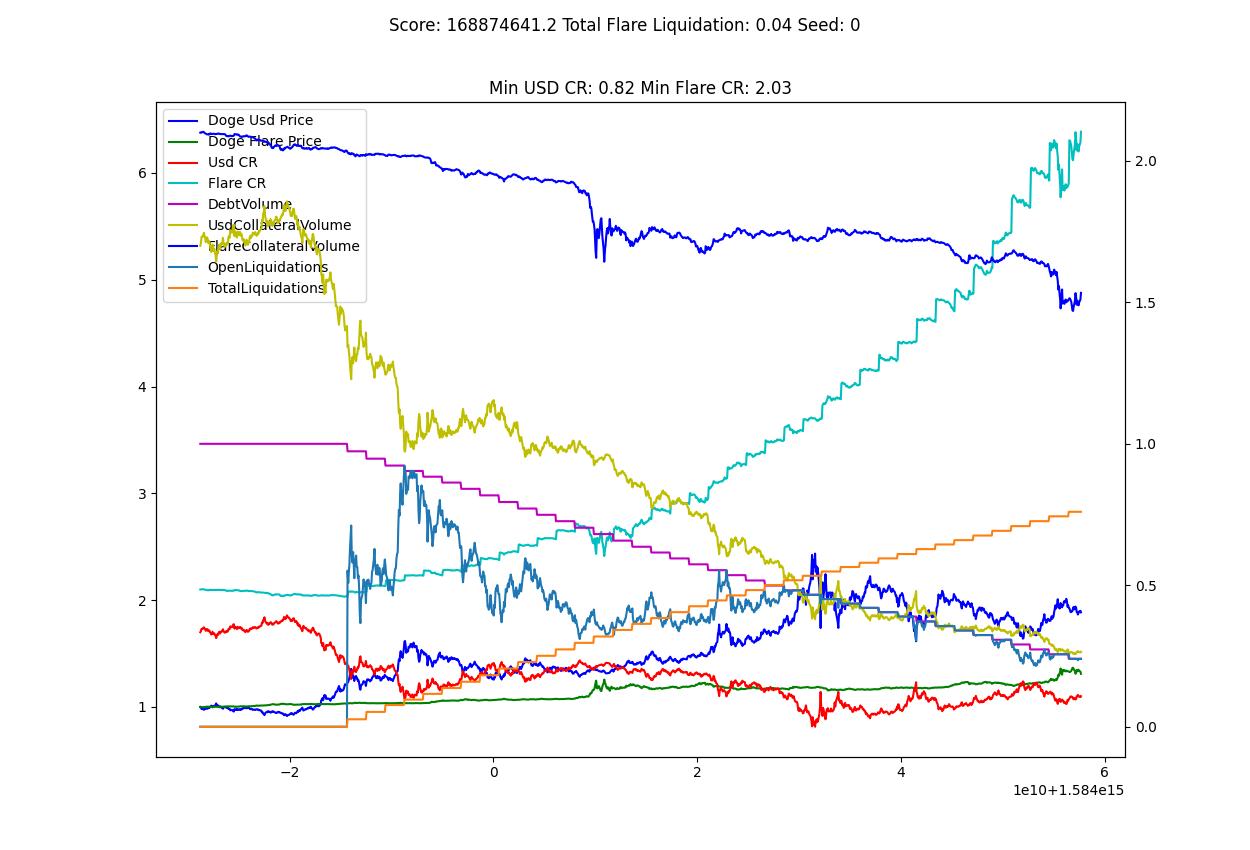 Score: 168874641.2 Total Flare Liquidation: 0.04 Seed: 0
Min USD CR: 0.82 Min Flare CR: 2.03
Doge Usd Price
Doge Flare Price
Usd CR
Flare CR
DebtVolume
UsdCollateralVolume
FlareCollateralVolume
OpenLiquidations
TotalLiquidations
6
5
4
3
2
1
2.0
1.5
1.0
0.5
0.0
−2
0
2
4
6
1e10+1.584e15